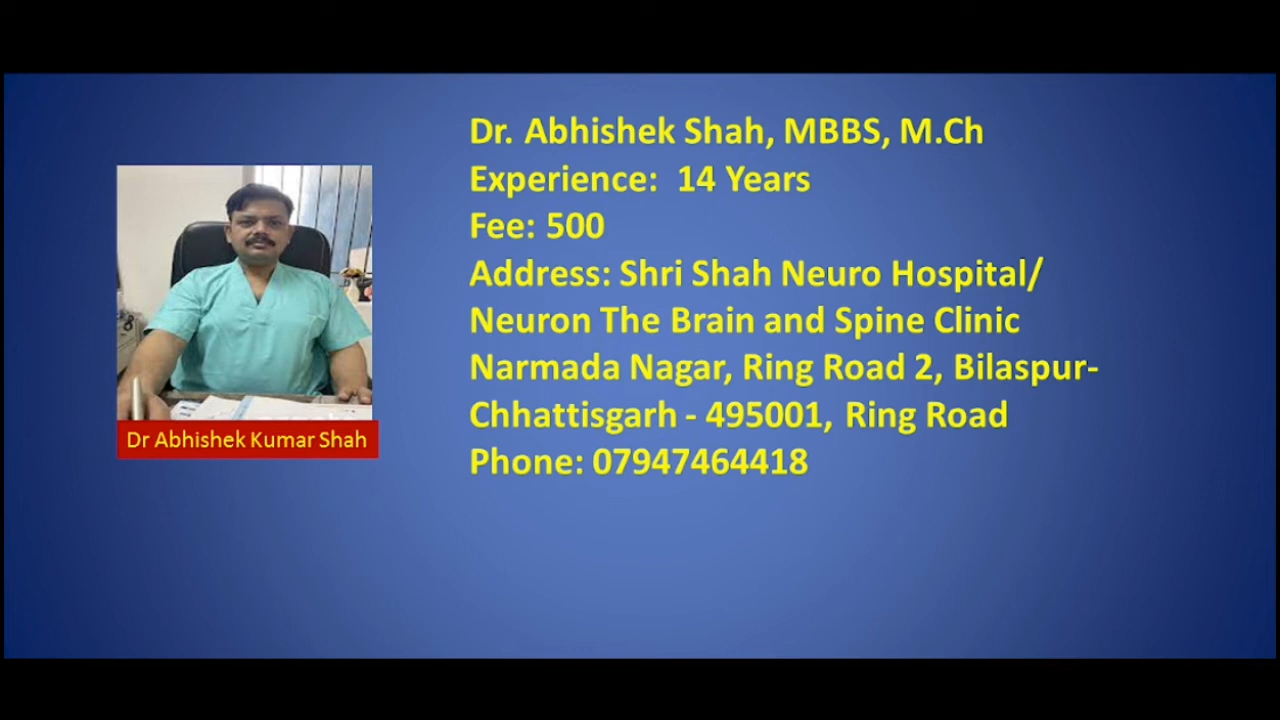 Dr. Abhishek Shah, MBBS, M.Ch
Experience: 14 Years
Fee: 500
Address: Shri Shah Neuro Hospital/
Neuron The Brain and Spine Clinic
Narmada Nagar, Ring Road 2, Bilaspur-
Chhattisgarh - 495001, Ring Road
Phone: 07947464418
Dr Abhishek Kumar Shah